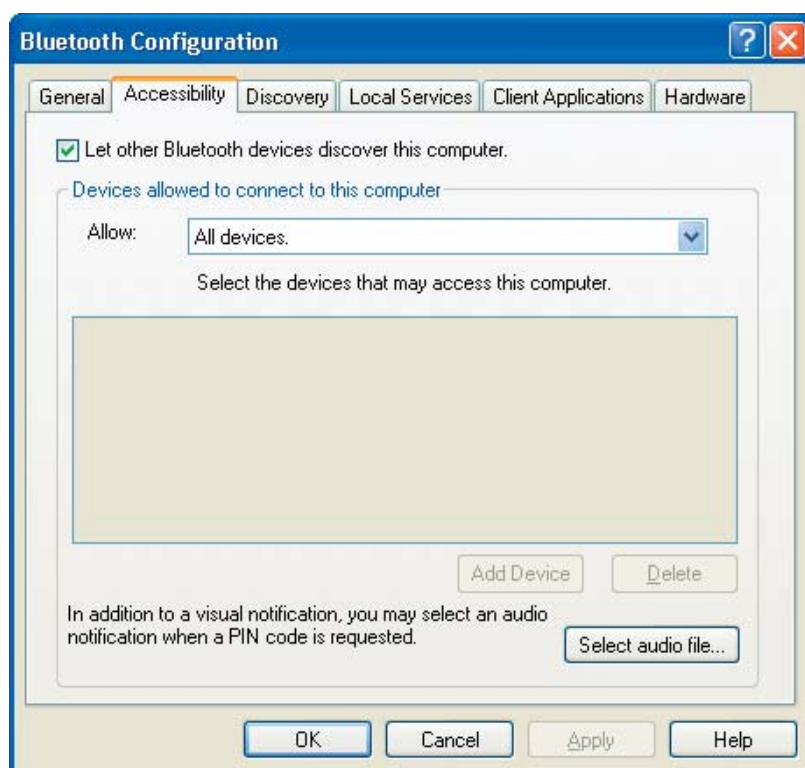 Bluetooth Configuration
General Accessibility Discovery Local Services Client Applications Hardware
Let other Bluetooth devices discover this computer.
Devices allowed to connect to this computer
Allow: All devices.
Select the devices that may access this computer.
Add Device Delete
In addition to a visual notification, you may select an audio
notification when a PIN code is requested.
Select audio file...
OK Cancel Apply Help